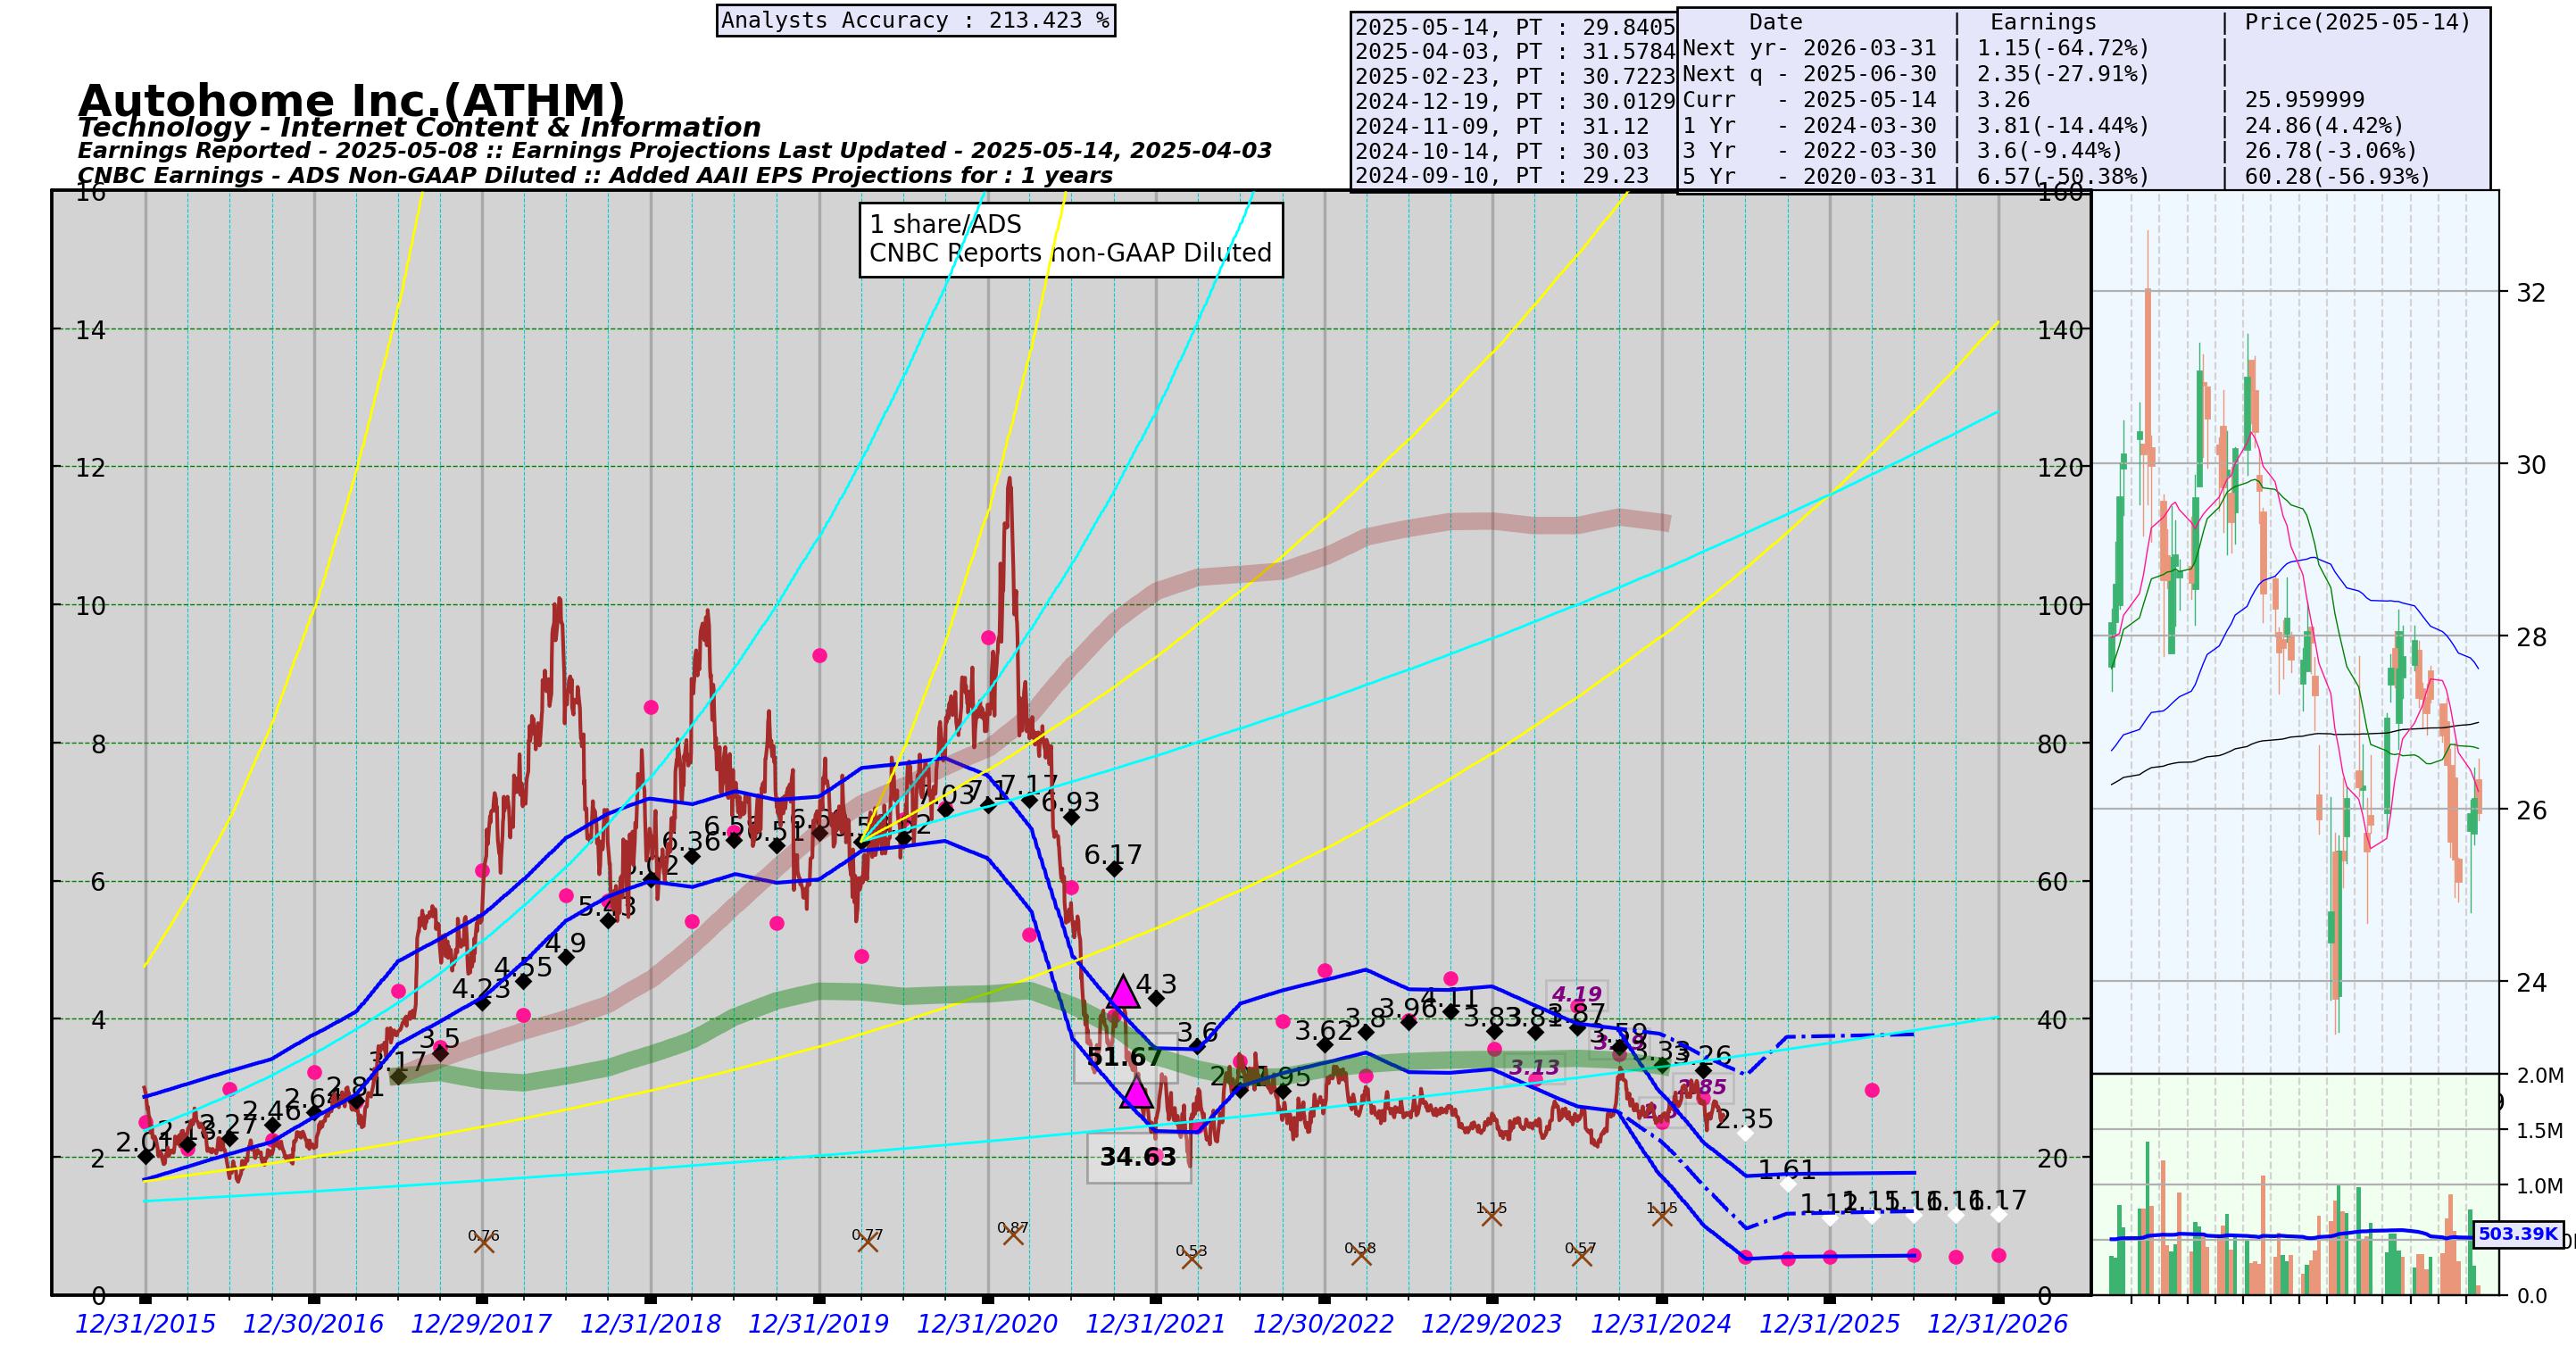 Analysts Accuracy : 213.423 %
2025-05-14, PT : 29.8405
2025-04-03, PT : 31.5784
2025-02-23, PT : 30.7223
2024-12-19, PT : 30.0129
2024-11-09, PT : 31.12
2024-10-14, PT : 30.03
2024-09-10, PT : 29.23
Date | Earnings | Price(2025-05-14)
Next yr- 2026-03-31 | 1.15(-64.72%) |
Next q - 2025-06-30 | 2.35(-27.91%) |
Curr - 2025-05-14 | 3.26 | 25.959999
1 Yr - 2024-03-30 | 3.81(-14.44%) | 24.86(4.42%)
3 Yr - 2022-03-30 | 3.6(-9.44%) | 26.78(-3.06%)
5 Yr - 2020-03-31 | 6.57(-50.38%) | 60.28(-56.93%)
Autohome Inc.(ATHM)
Technology - Internet Content & Information
Earnings Reported - 2025-05-08 :: Earnings Projections Last Updated - 2025-05-14, 2025-04-03
CNBC Earnings - ADS Non-GAAP Diluted :: Added AAII EPS Projections for : 1 years
1 share/ADS
CNBC Reports non-GAAP Diluted
16
14
12
10
8
6
4
2
0
160
140
120
100
80
60
40
20
0
32
30
28
26
24
2.0M
1.5M
1.0M
0.0
503.39K
2.46
3.17
3.5
4.23
4.55
4.9
5.43
6.36
7.17
6.93
6.17
4.3
3.6
3.62
3.8
3.96
4.11
3.87
3.26
2.35
1.61
1.17
4.19
3.13
51.67
34.63
0.76
0.77
0.87
0.53
0.58
1.15
0.57
1.15
12/31/2015
12/30/2016
12/29/2017
12/31/2018
12/31/2019
12/31/2020
12/31/2021
12/30/2022
12/29/2023
12/31/2024
12/31/2025
12/31/2026